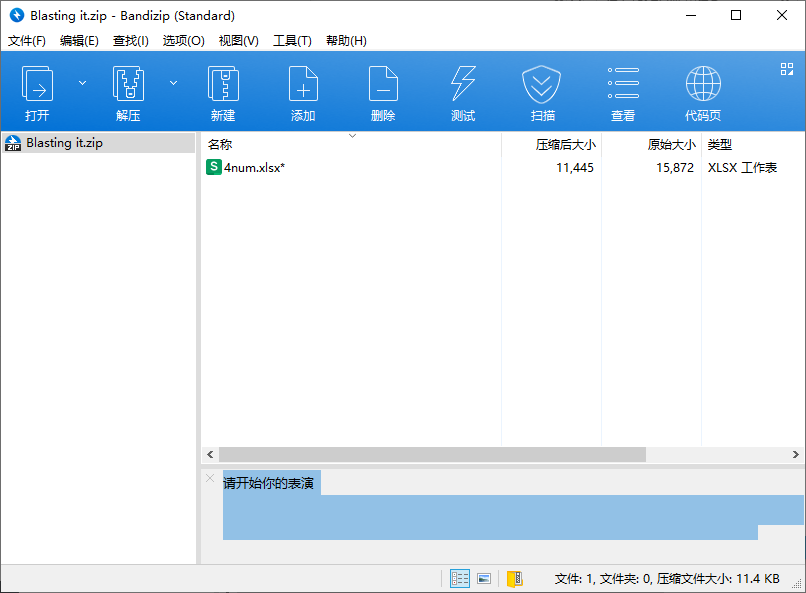 Blasting it.zip - Bandizip (Standard)
文件(F) 编辑(E) 查找(I) 选项(O) 视图(V) 工具(T) 帮助(H)
打开 解压 新建 添加 删除 测试 扫描 查看 代码页
Blasting it.zip
名称 压缩后大小 原始大小 类型
4num.xlsx* 11,445 15,872 XLSX 工作表
请开始你的表演
文件: 1, 文件夹: 0, 压缩文件大小: 11.4 KB